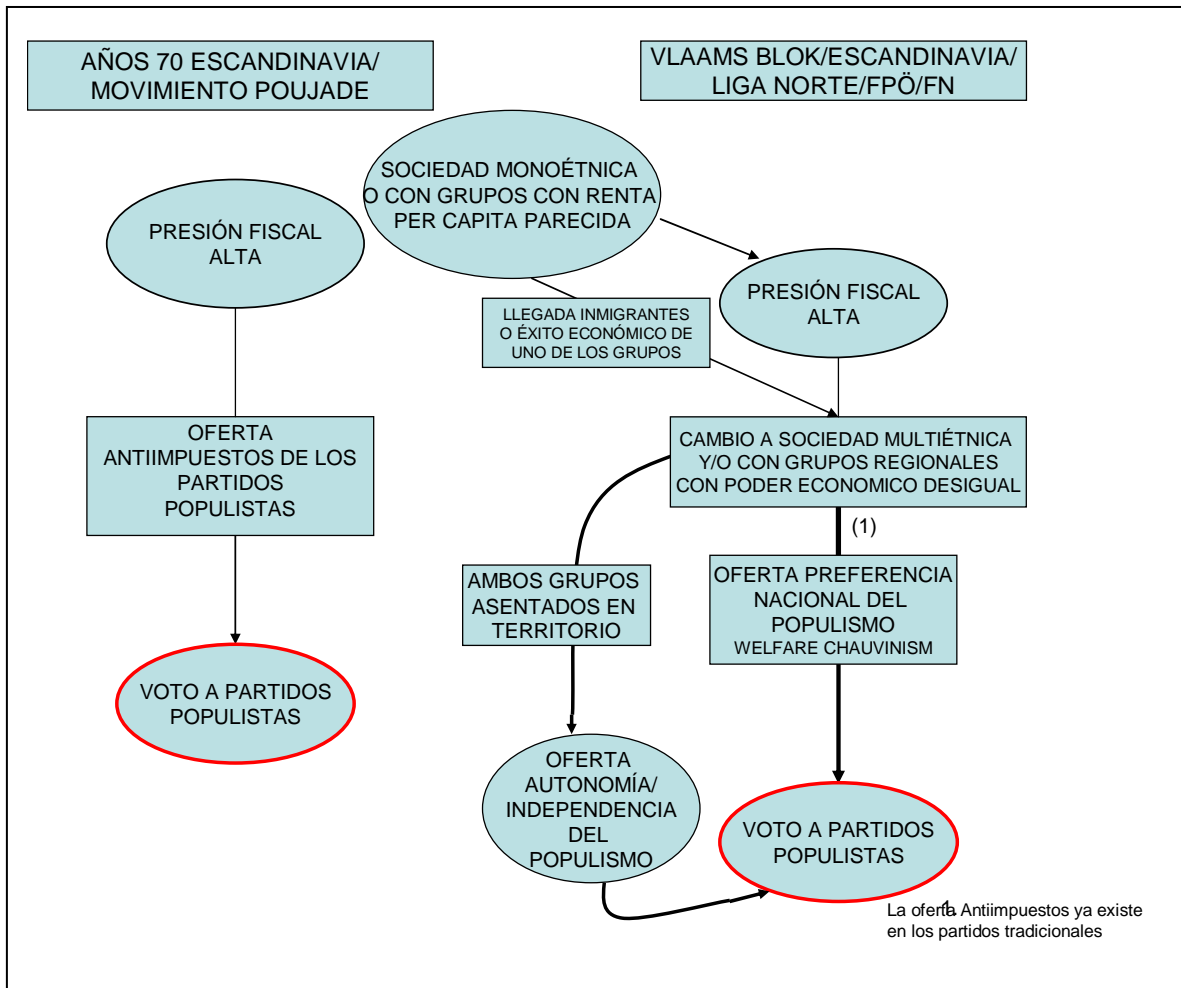 AÑOS 70 ESCANDINAVIA/
MOVIMIENTO POUJADE
VLAAMS BLOK/ESCANDINAVIA/
LIGA NORTE/FPÖ/FN
SOCIEDAD MONOÉTNICA
O CON GRUPOS CON RENTA
PER CAPITA PARECIDA
PRESIÓN FISCAL
ALTA
PRESIÓN FISCAL
ALTA
LLEGADA INMIGRANTES
O ÉXITO ECONÓMICO DE
UNO DE LOS GRUPOS
OFERTA
ANTIIMPUESTOS DE LOS
PARTIDOS
POPULISTAS
CAMBIO A SOCIEDAD MULTIÉTNICA
Y/O CON GRUPOS REGIONALES
CON PODER ECONOMICO DESIGUAL
(1)
AMBOS GRUPOS
ASENTADOS EN
TERRITORIO
OFERTA PREFERENCIA
NACIONAL DEL
POPULISMO
WELFARE CHAUVINISM
VOTO A PARTIDOS
POPULISTAS
OFERTA
AUTONOMÍA/
INDEPENDENCIA
DEL
POPULISMO
VOTO A PARTIDOS
POPULISTAS
1.
La oferta Antiimpuestos ya existe
en los partidos tradicionales